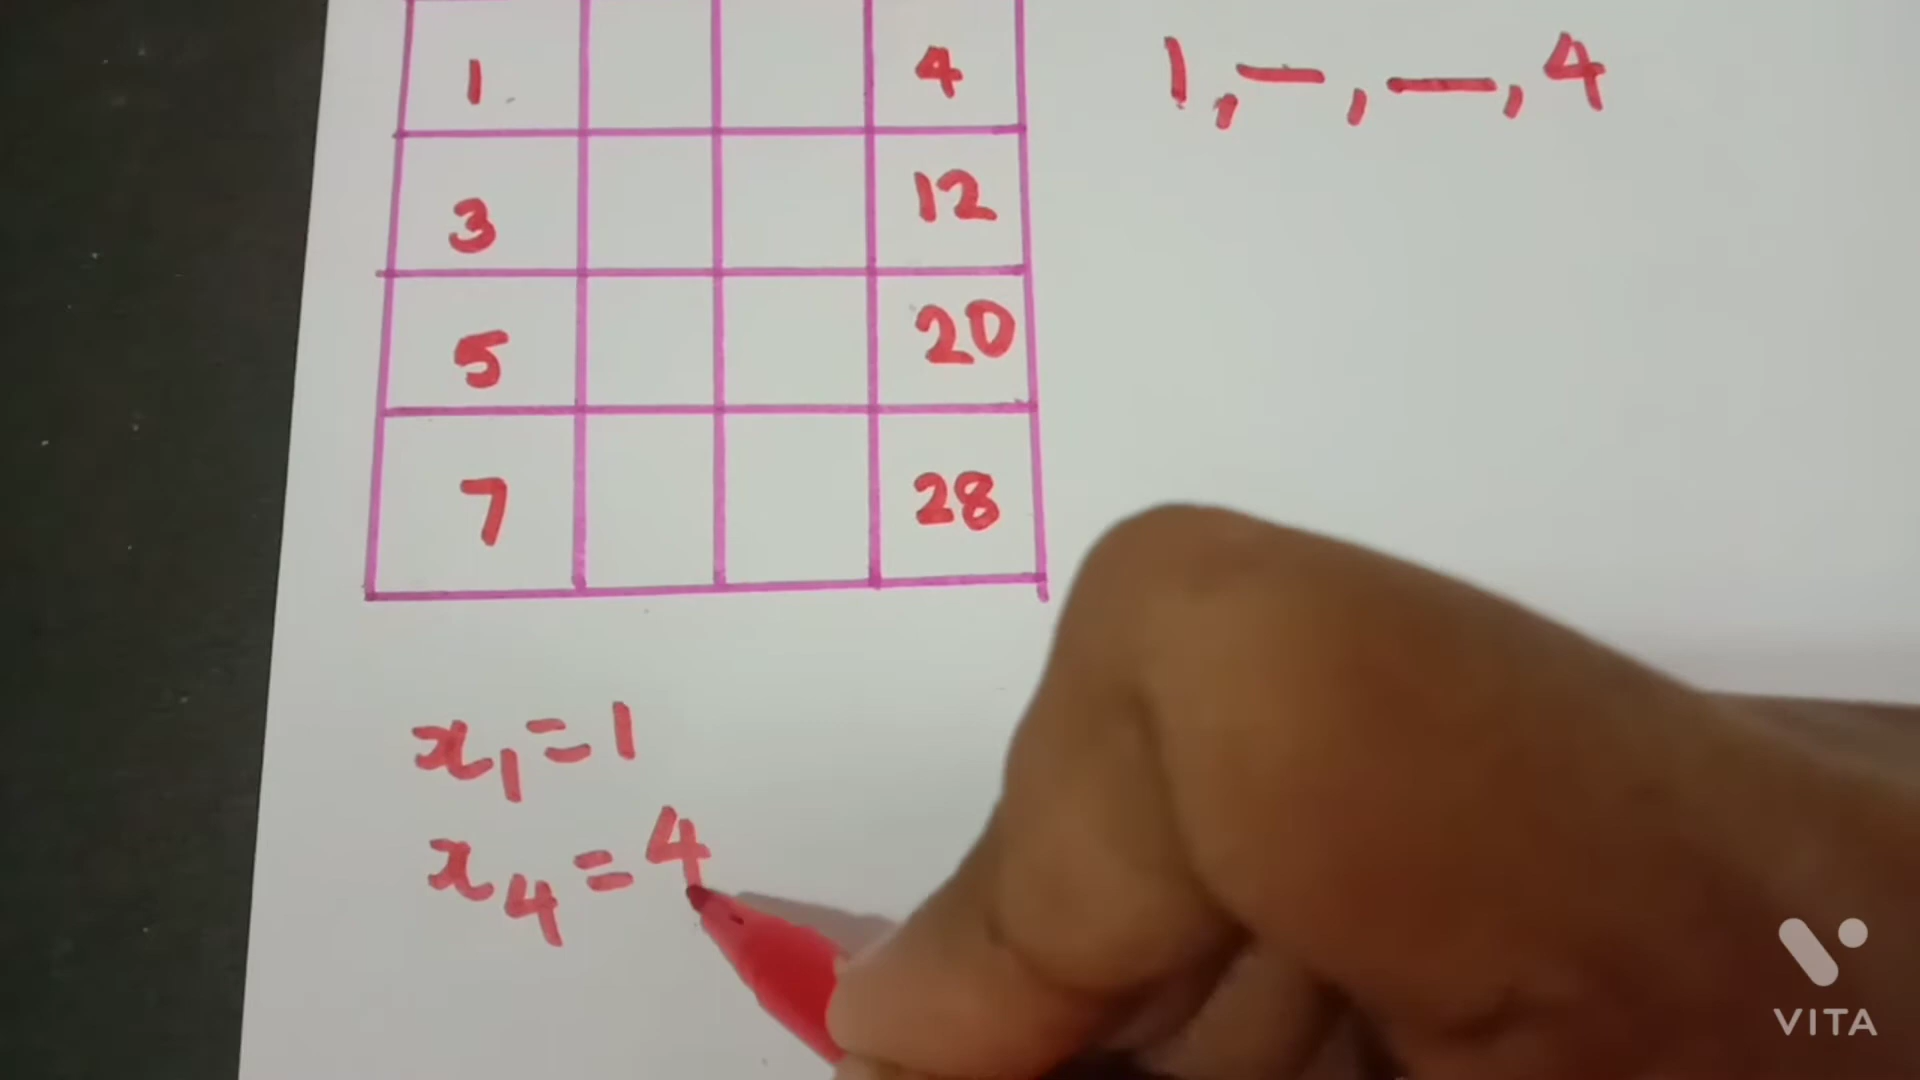 1 4
3 12
5 20
7 28
1, —, —, 4
x₁ = 1
x₄ = 4
VITA